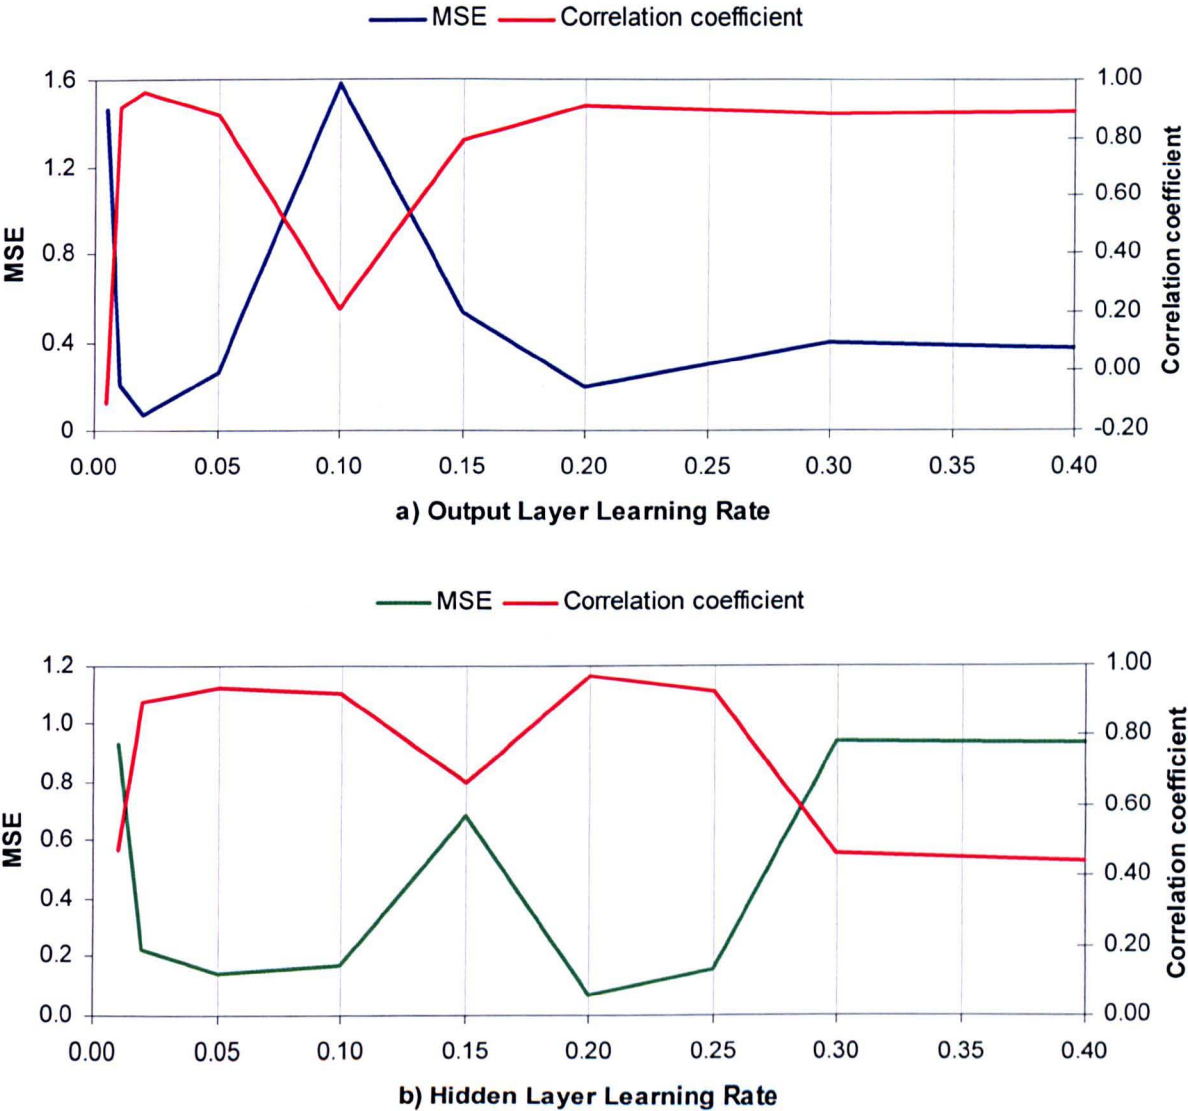 MSE Correlation coefficient
1.6 1.00
0.80
1.2
0.60
0.8 0.40
0.20
0.4
0.00
0 -0.20
MSE
Correlation coefficient
0.00 0.05 0.10 0.15 0.20 0.25 0.30 0.35 0.40
a) Output Layer Learning Rate
MSE Correlation coefficient
1.2 1.00
1.0
0.80
0.8
0.60
0.6
0.40
0.4
0.2 0.20
0.0 0.00
MSE
Correlation coefficient
0.00 0.05 0.10 0.15 0.20 0.25 0.30 0.35 0.40
b) Hidden Layer Learning Rate